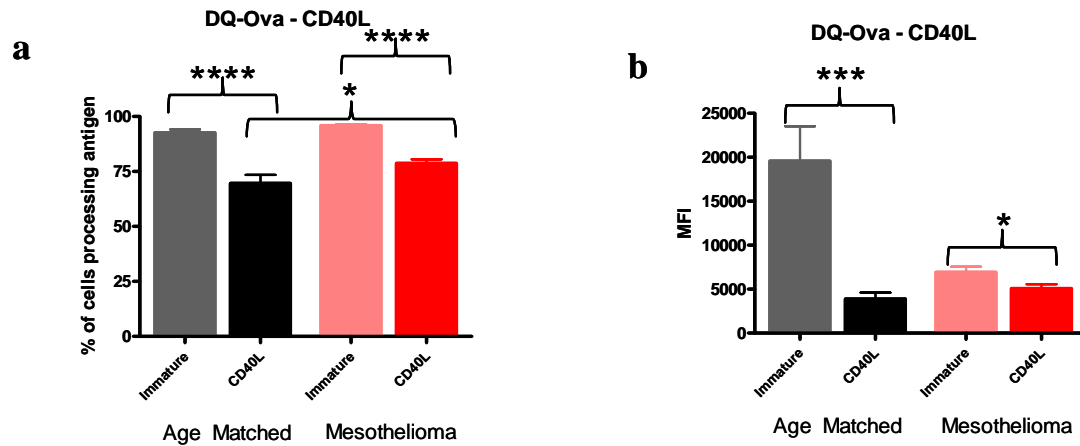 a
DQ-Ova - CD40L
****
****
*
% of cells processing antigen
100
75
50
25
0
Immature
CD40L
Immature
CD40L
Age Matched
Mesothelioma
b
DQ-Ova - CD40L
***
*
MFI
25000
20000
15000
10000
5000
0
Immature
CD40L
Immature
CD40L
Age Matched
Mesothelioma